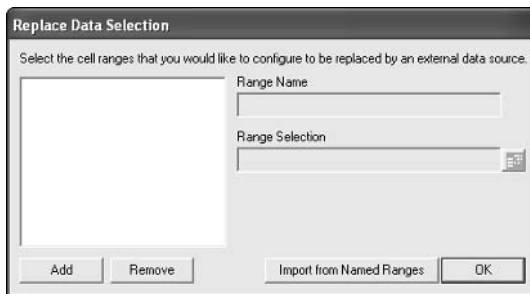 Replace Data Selection
Select the cell ranges that you would like to configure to be replaced by an external data source.
Range Name
Range Selection
Add
Remove
Import from Named Ranges
OK